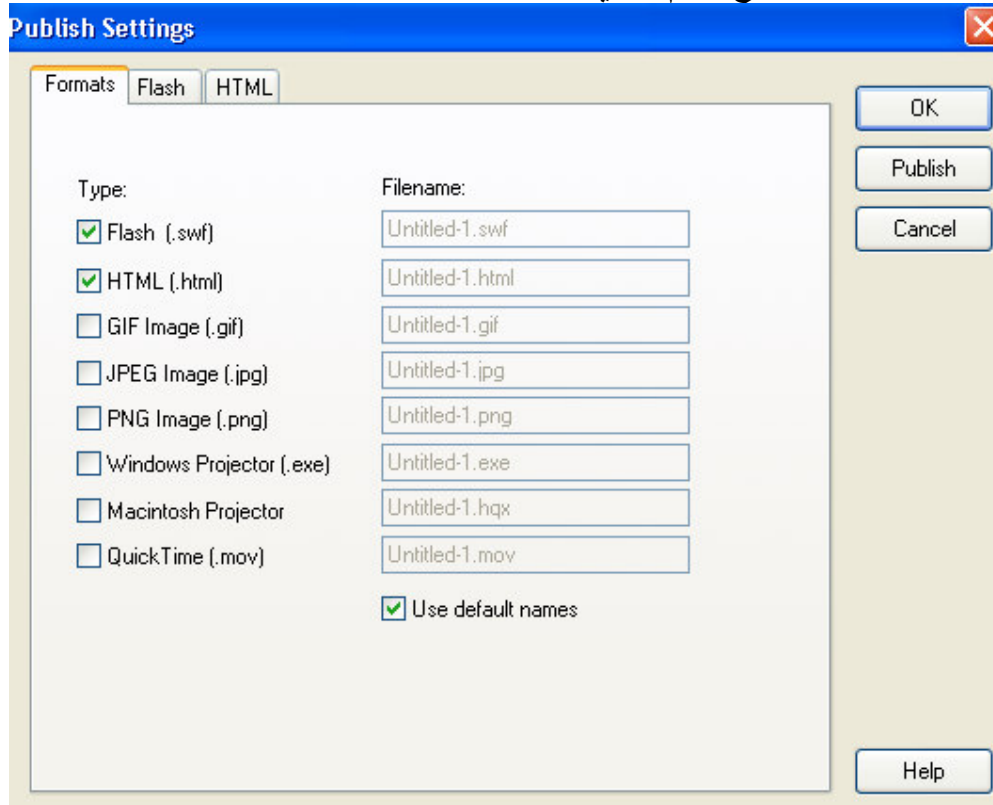 Publish Settings
Formats Flash HTML
OK
Publish
Cancel
Type: Filename:
Flash (.swf) Untitled-1.swf
HTML (.html) Untitled-1.html
GIF Image (.gif) Untitled-1.gif
JPEG Image (.jpg) Untitled-1.jpg
PNG Image (.png) Untitled-1.png
Windows Projector (.exe) Untitled-1.exe
Macintosh Projector Untitled-1.hqx
QuickTime (.mov) Untitled-1.mov
Use default names
Help